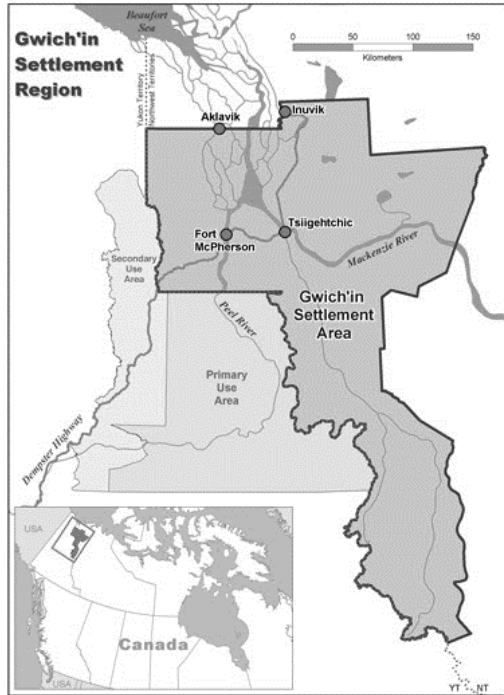 Gwich'in
Settlement
Region
Beaufort
Sea
0 50 100 150
Kilometers
Yukon Territory
Northwest Territories
Aklavik
Inuvik
Fort
McPherson
Tsiigehtchic
Mackenzie River
Secondary
Use
Area
Peel River
Gwich'in
Settlement
Area
Primary
Use
Area
Dempster Highway
USA
Canada
USA
YT NT